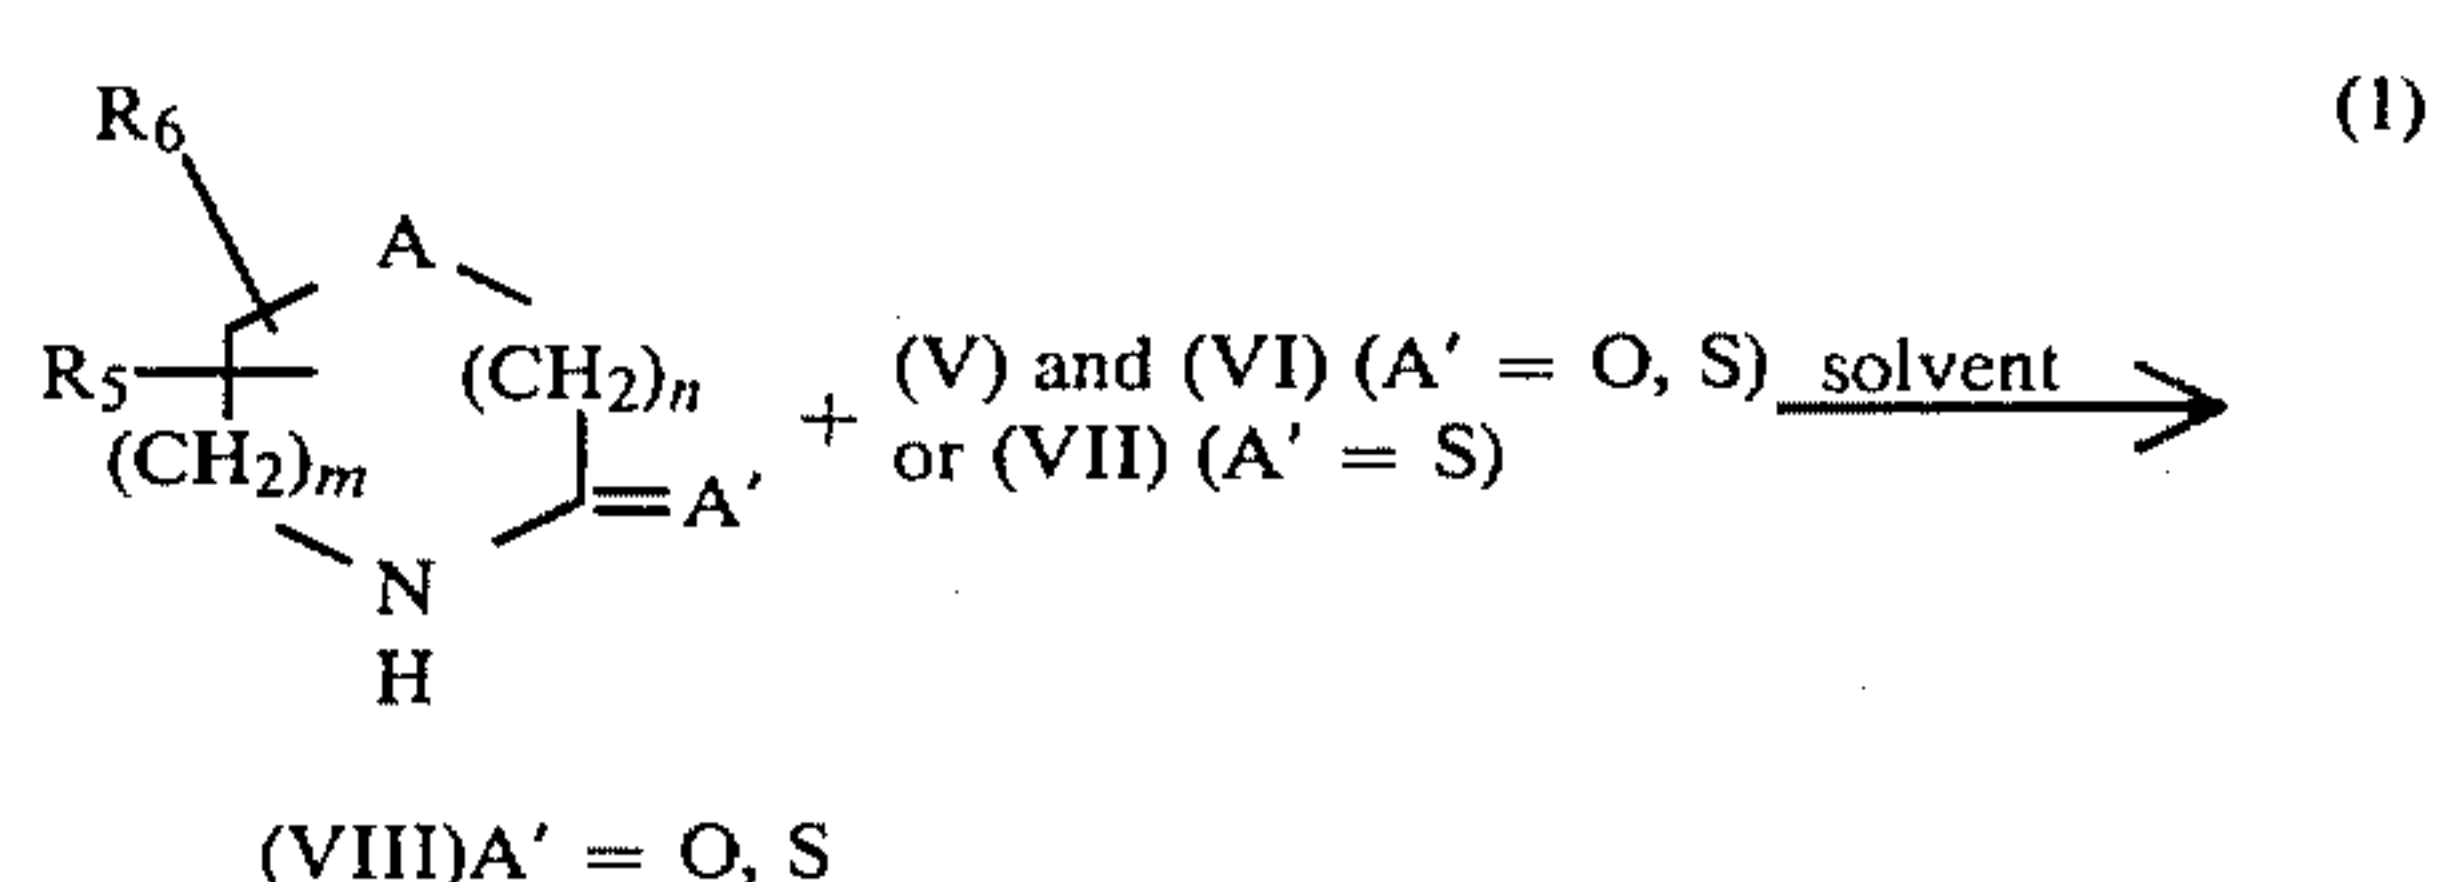 (1)
R6
A
R5
(CH2)n
(CH2)m
+
(V) and (VI) (A' = O, S)
or (VII) (A' = S)
solvent
=A'
N
H
(VIII)A' = O, S